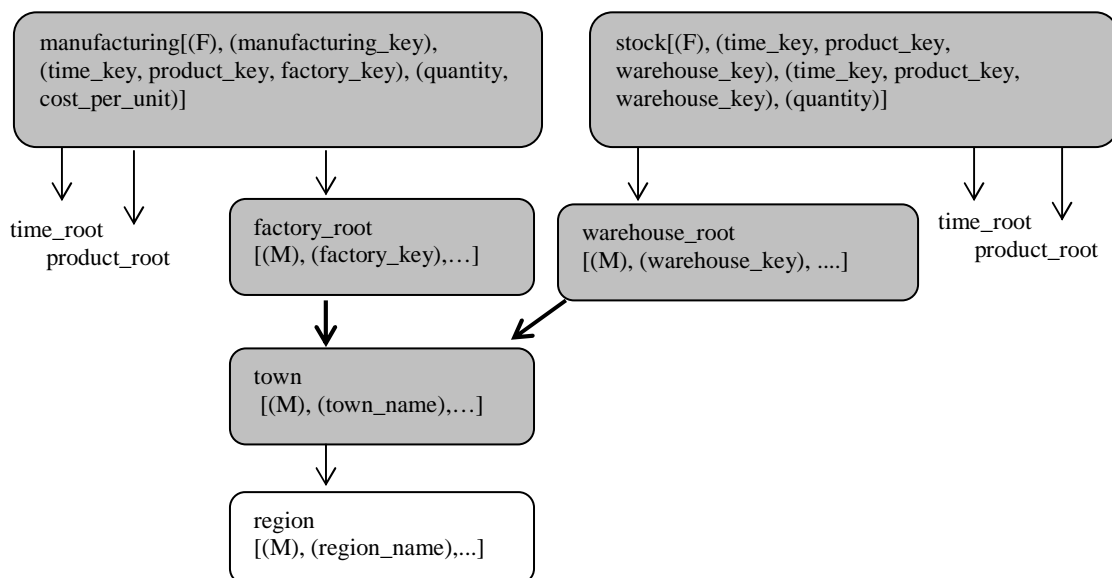 manufacturing[(F), (manufacturing_key),
(time_key, product_key, factory_key), (quantity,
cost_per_unit)]
stock[(F), (time_key, product_key,
warehouse_key), (time_key, product_key,
warehouse_key), (quantity)]
time_root
product_root
factory_root
[(M), (factory_key),…]
warehouse_root
[(M), (warehouse_key), ....]
time_root
product_root
town
[(M), (town_name),…]
region
[(M), (region_name),...]